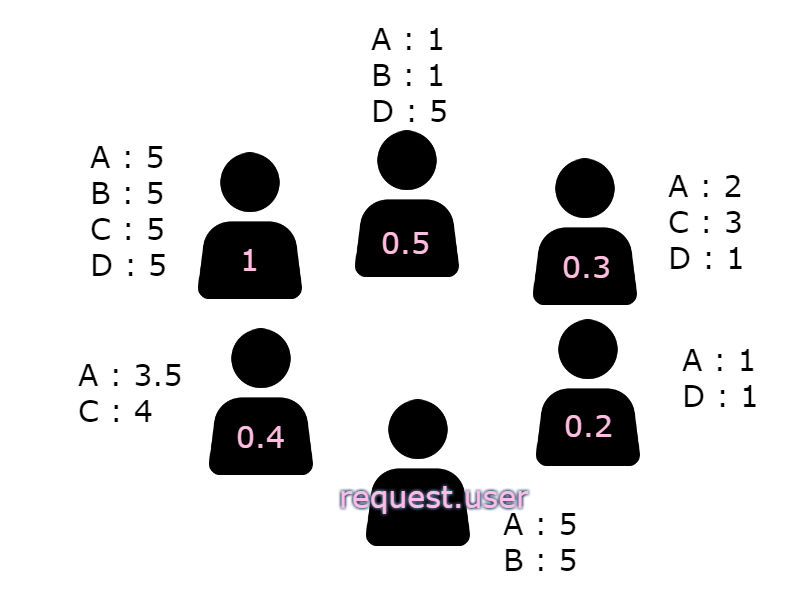 A : 1
B : 1
D : 5
A : 5
B : 5
C : 5
D : 5
1
0.5
A : 2
C : 3
D : 1
0.3
A : 3.5
C : 4
0.4
A : 1
D : 1
0.2
request.user
A : 5
B : 5